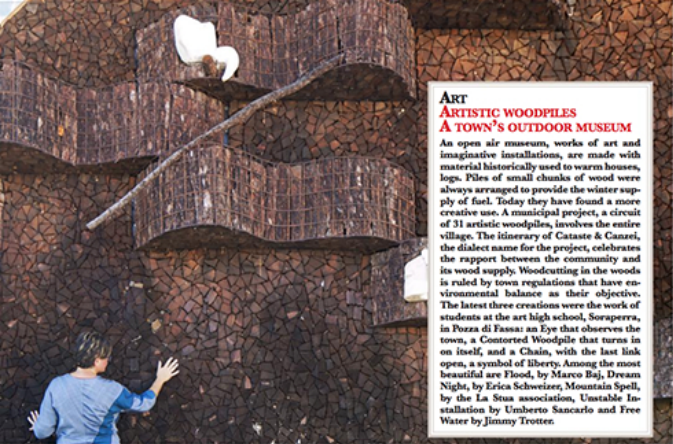 ART
ARTISTIC WOODPILES
A TOWN'S OUTDOOR MUSEUM
An open air museum, works of art and
imaginative installations, are made with
material historically used to warm houses,
logs. Piles of small chunks of wood were
always arranged to provide the winter sup-
ply of fuel. Today they have found a more
creative use. A municipal project, a circuit
of 31 artistic woodpiles, involves the entire
village. The itinerary of Cataste & Canzei,
the dialect name for the project, celebrates
the rapport between the community and
its wood supply. Woodcutting in the woods
is ruled by town regulations that have en-
vironmental balance as their objective.
The latest three creations were the work of
students at the art high school, Soraperra,
in Pozza di Fassa: an Eye that observes the
town, a Contorted Woodpile that turns in
on itself, and a Chain, with the last link
open, a symbol of liberty. Among the most
beautiful are Flood, by Marco Baj, Dream
Night, by Erica Schweizer, Mountain Spell,
by the La Stua association, Unstable In-
stallation by Umberto Sancarlo and Free
Water by Jimmy Trotter.